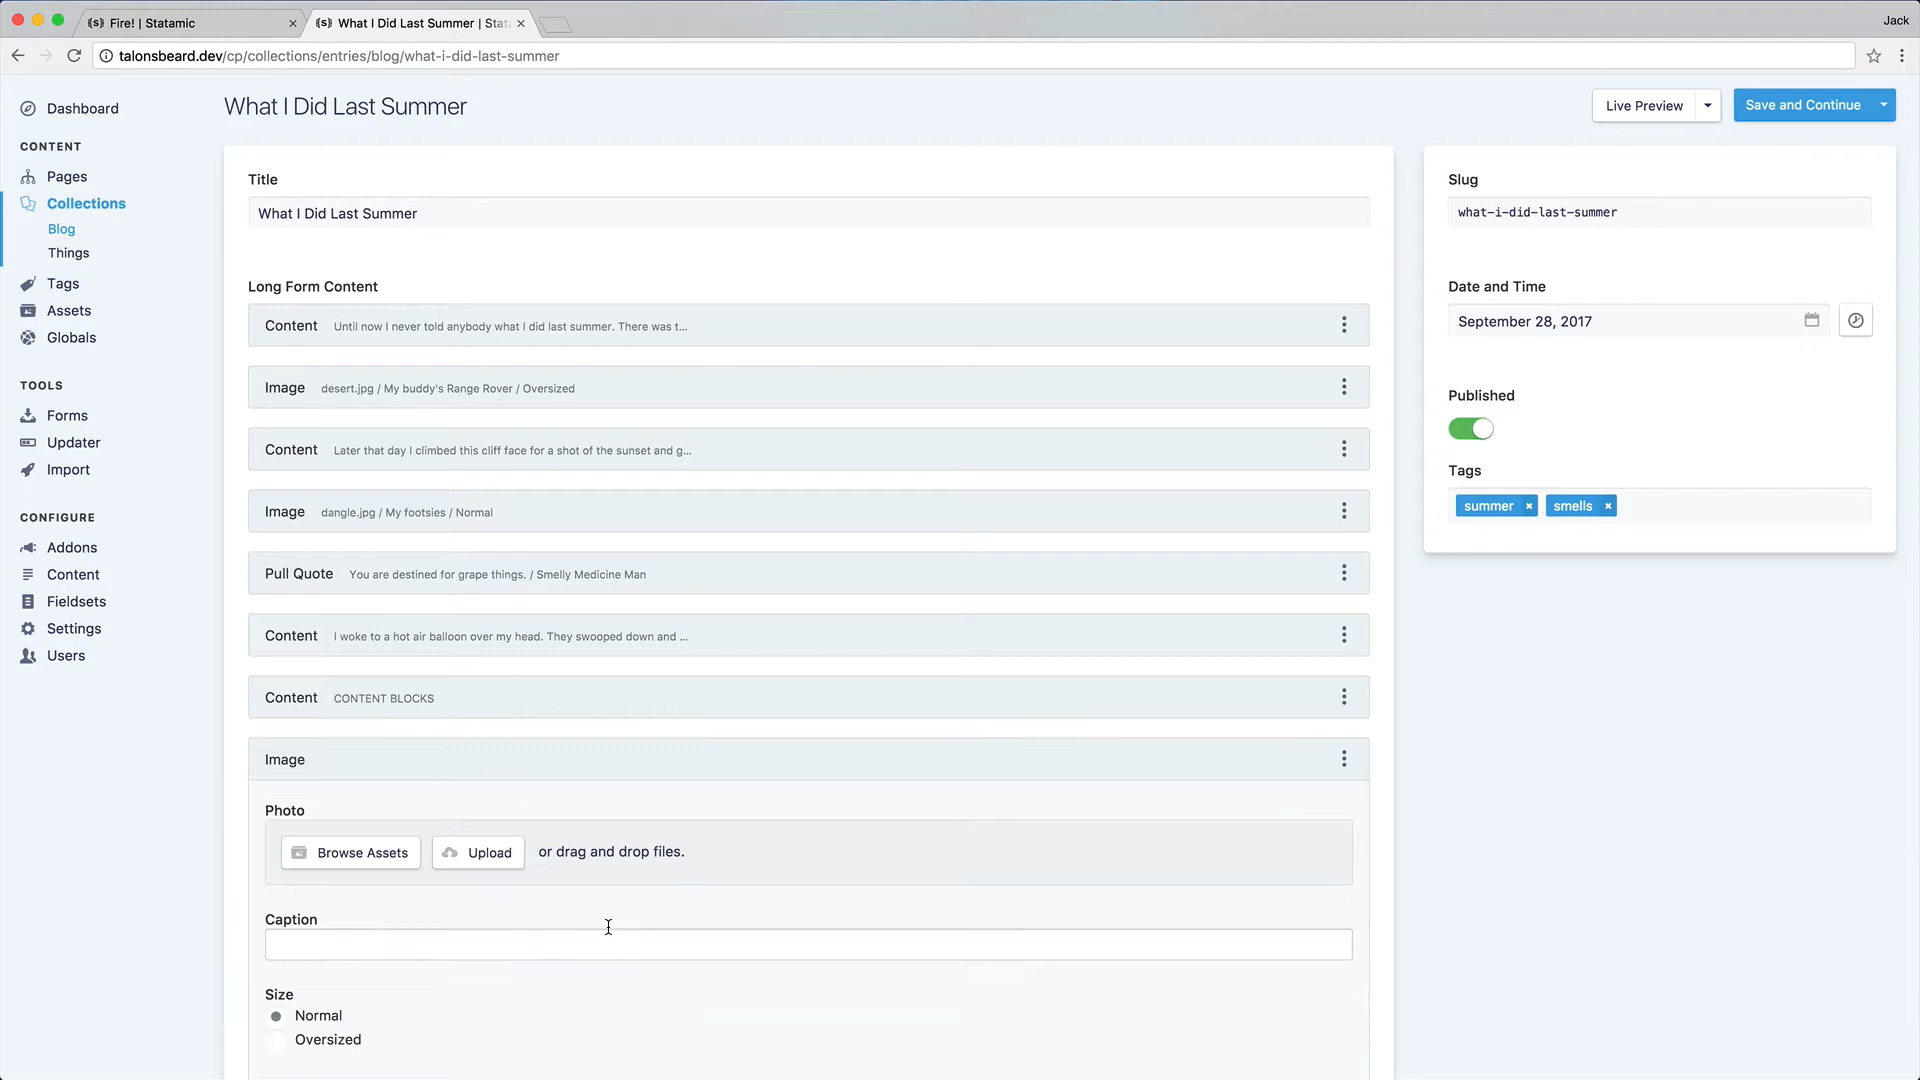 {s} Fire! | Statamic
{s} What I Did Last Summer | Stat
Jack
talonsbeard.dev/cp/collections/entries/blog/what-i-did-last-summer
Dashboard
CONTENT
Pages
Collections
Blog
Things
Tags
Assets
Globals
TOOLS
Forms
Updater
Import
CONFIGURE
Addons
Content
Fieldsets
Settings
Users
What I Did Last Summer
Live Preview
Save and Continue
Title
What I Did Last Summer
Long Form Content
Content Until now I never told anybody what I did last summer. There was t...
Image desert.jpg / My buddy's Range Rover / Oversized
Content Later that day I climbed this cliff face for a shot of the sunset and g...
Image dangle.jpg / My footsies / Normal
Pull Quote You are destined for grape things. / Smelly Medicine Man
Content I woke to a hot air balloon over my head. They swooped down and ...
Content CONTENT BLOCKS
Image
Photo
Browse Assets
Upload
or drag and drop files.
Caption
Size
Normal
Oversized
Slug
what-i-did-last-summer
Date and Time
September 28, 2017
Published
Tags
summer ×
smells ×